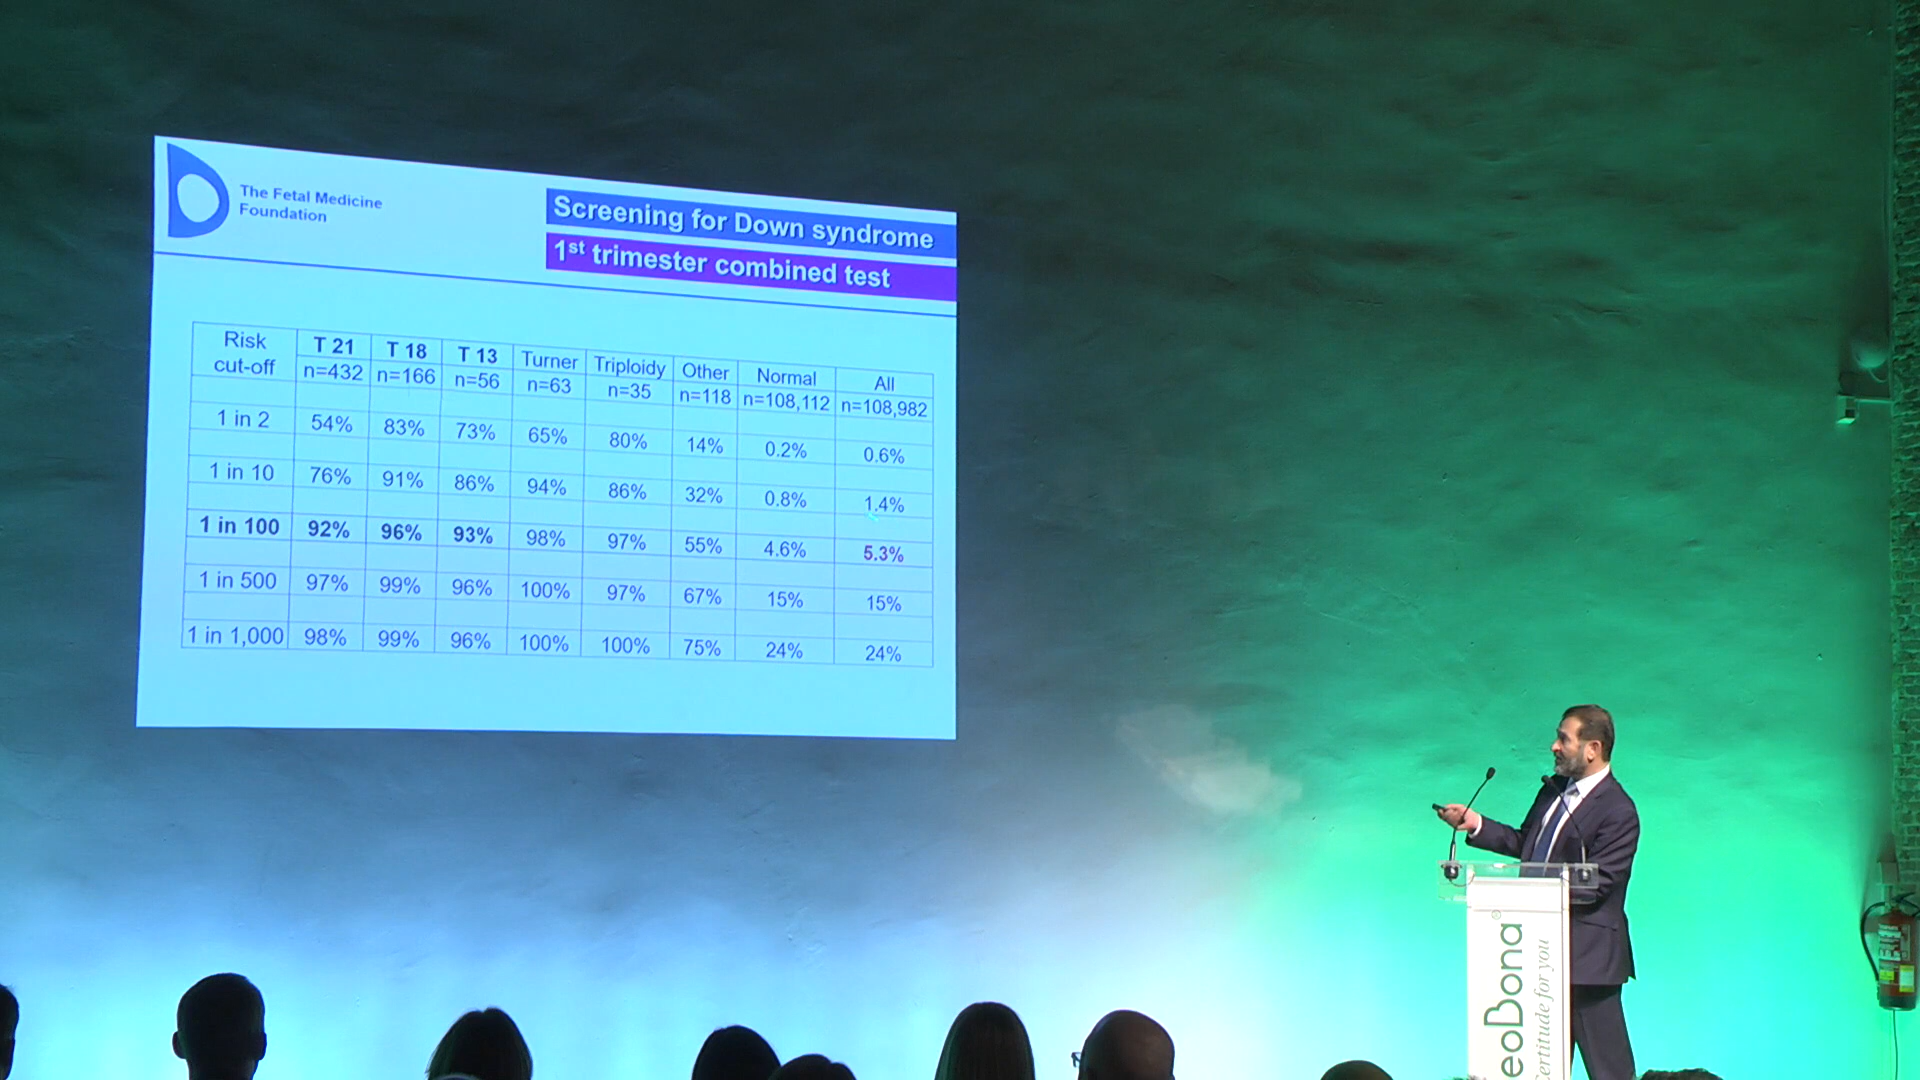 The Fetal Medicine
Foundation
Screening for Down syndrome
1st trimester combined test
Risk cut-off T 21 n=432 T 18 n=166 T 13 n=56 Turner n=63 Triploidy n=35 Other n=118 Normal n=108,112 All n=108,982
1 in 2 54% 83% 73% 65% 80% 14% 0.2% 0.6%
1 in 10 76% 91% 86% 94% 86% 32% 0.8% 1.4%
1 in 100 92% 96% 93% 98% 97% 55% 4.6% 5.3%
1 in 500 97% 99% 96% 100% 97% 67% 15% 15%
1 in 1,000 98% 99% 96% 100% 100% 75% 24% 24%
eoBona®
ertitude for you